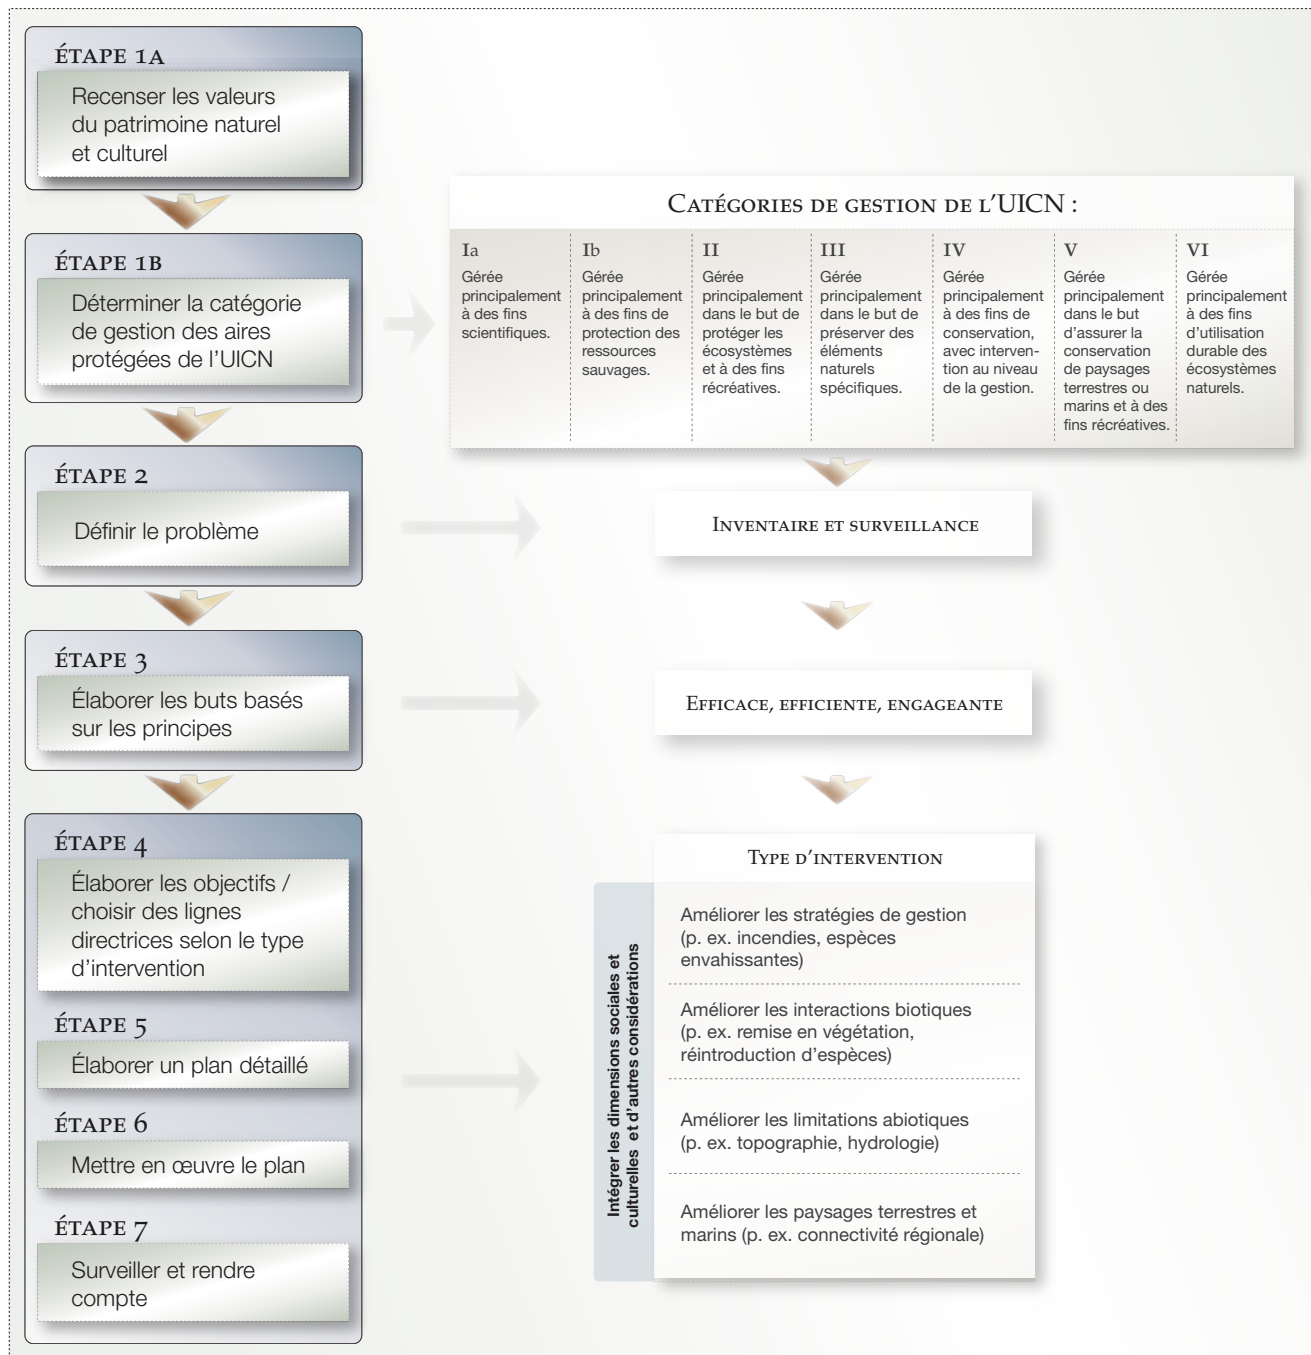 ÉTAPE 1A
Recenser les valeurs
du patrimoine naturel
et culturel
ÉTAPE 1B
Déterminer la catégorie
de gestion des aires
protégées de l'UICN
ÉTAPE 2
Définir le problème
ÉTAPE 3
Élaborer les buts basés
sur les principes
ÉTAPE 4
Élaborer les objectifs /
choisir des lignes
directrices selon le type
d'intervention
ÉTAPE 5
Élaborer un plan détaillé
ÉTAPE 6
Mettre en œuvre le plan
ÉTAPE 7
Surveiller et rendre
compte
Catégories de gestion de l'UICN :
Ia
Gérée
principalement
à des fins
scientifiques.
Ib
Gérée
principalement
à des fins de
protection des
ressources
sauvages.
II
Gérée
principalement
dans le but de
protéger les
écosystèmes
et à des fins
récréatives.
III
Gérée
principalement
dans le but de
préserver des
éléments
naturels
spécifiques.
IV
Gérée
principalement
à des fins de
conservation,
avec interven-
tion au niveau
de la gestion.
V
Gérée
principalement
dans le but
d'assurer la
conservation
de paysages
terrestres ou
marins et à des
fins récréatives.
VI
Gérée
principalement
à des fins
d'utilisation
durable des
écosystèmes
naturels.
Inventaire et surveillance
Efficace, efficiente, engageante
Type d'intervention
Intégrer les dimensions sociales et
culturelles et d'autres considérations
Améliorer les stratégies de gestion
(p. ex. incendies, espèces
envahissantes)
Améliorer les interactions biotiques
(p. ex. remise en végétation,
réintroduction d'espèces)
Améliorer les limitations abiotiques
(p. ex. topographie, hydrologie)
Améliorer les paysages terrestres et
marins (p. ex. connectivité régionale)